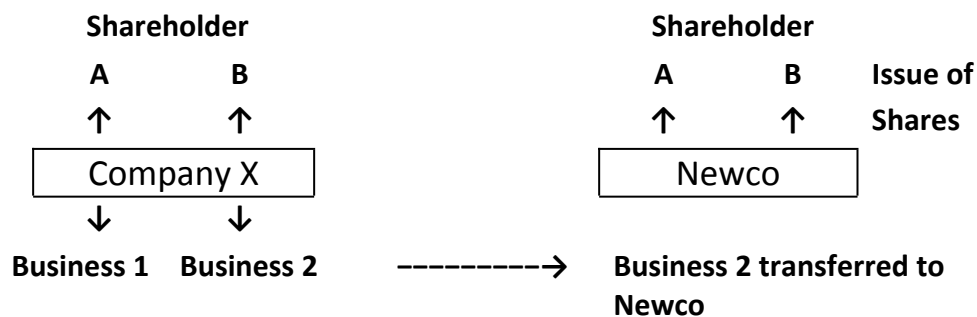 Shareholder Shareholder
A B A B Issue of
↑ ↑ ↑ ↑ Shares
Company X Newco
↓ ↓
Business 1 Business 2 ----------→ Business 2 transferred to
Newco